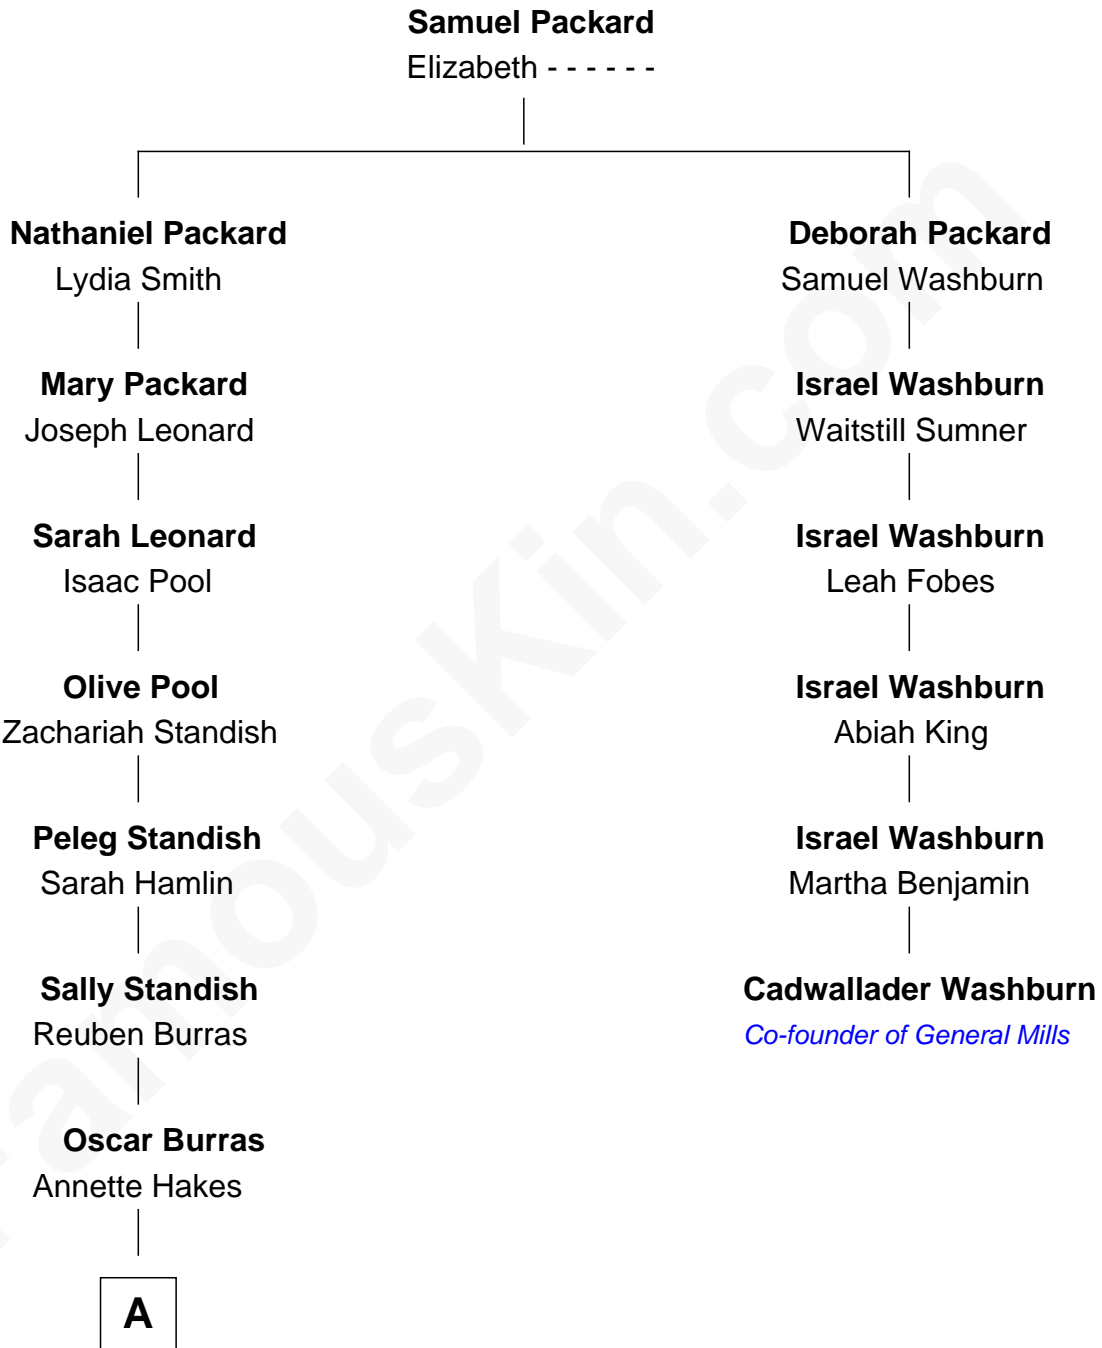 Samuel Packard
Elizabeth - - - - - -
Nathaniel Packard
Lydia Smith
Deborah Packard
Samuel Washburn
Mary Packard
Joseph Leonard
Israel Washburn
Waitstill Sumner
Sarah Leonard
Isaac Pool
Israel Washburn
Leah Fobes
Olive Pool
Zachariah Standish
Israel Washburn
Abiah King
Peleg Standish
Sarah Hamlin
Israel Washburn
Martha Benjamin
Sally Standish
Reuben Burras
Cadwallader Washburn
Co-founder of General Mills
Oscar Burras
Annette Hakes
A
FamousKin.com